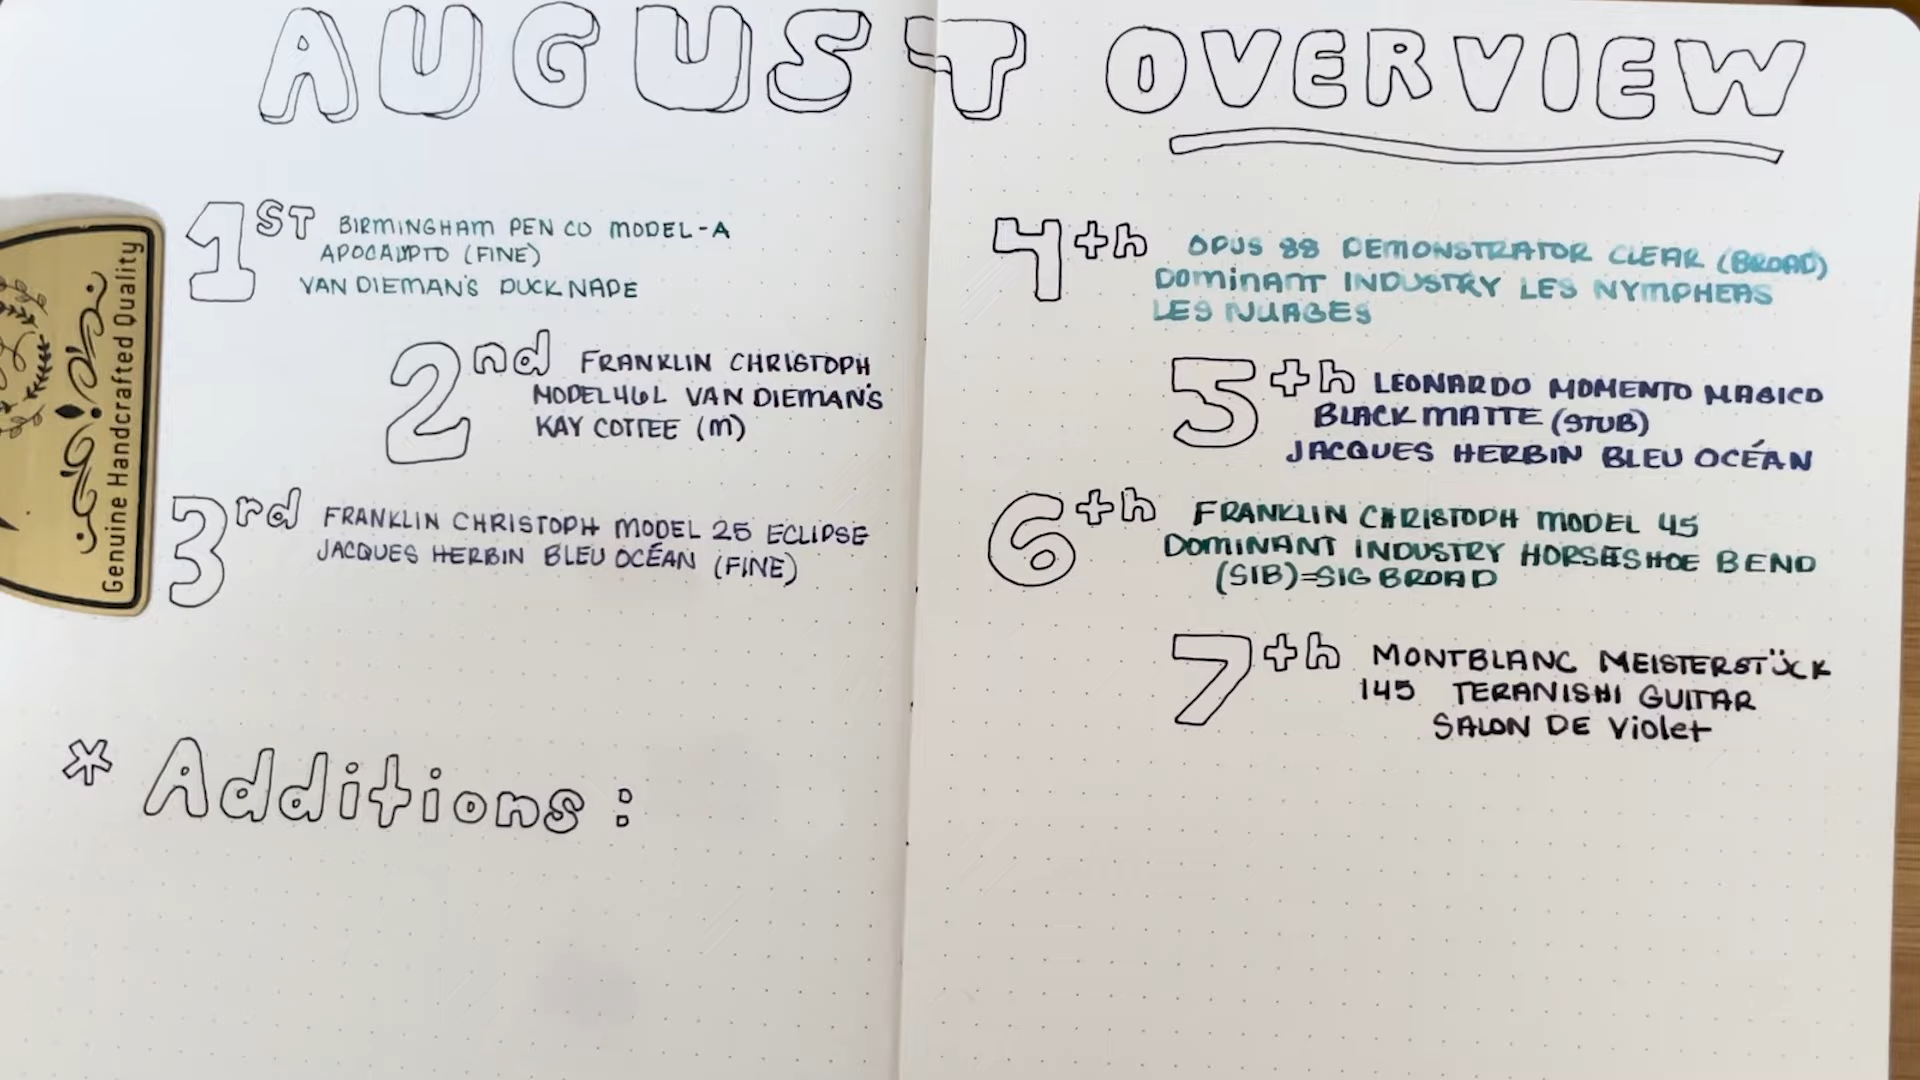 AUGUST OVERVIEW
1ST BIRMINGHAM PEN CO MODEL-A
APOCALYPTO (FINE)
VAN DIEMAN'S DUCK NAPE
2nd FRANKLIN CHRISTOPH
MODEL 46L VAN DIEMAN'S
KAY COTTEE (M)
3rd FRANKLIN CHRISTOPH MODEL 25 ECLIPSE
JACQUES HERBIN BLEU OCÉAN (FINE)
* Additions:
4th OPUS 88 DEMONSTRATOR CLEAR (BROAD)
DOMINANT INDUSTRY LES NYMPHEAS
LES NUAGES
5th LEONARDO MOMENTO MAGICO
BLACK MATTE (STUB)
JACQUES HERBIN BLEU OCÉAN
6th FRANKLIN CHRISTOPH MODEL 45
DOMINANT INDUSTRY HORSESHOE BEND
(SIB)=SIG BROAD
7th MONTBLANC MEISTERSTÜCK
145 TERANISHI GUITAR
SALON DE Violet
Genuine Handcrafted Quality